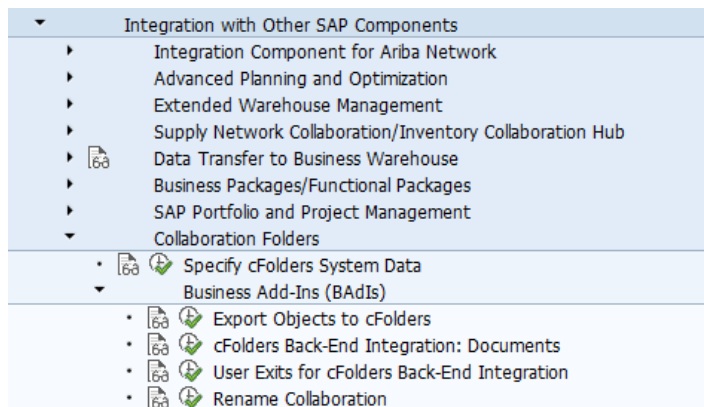 Integration with Other SAP Components
Integration Component for Ariba Network
Advanced Planning and Optimization
Extended Warehouse Management
Supply Network Collaboration/Inventory Collaboration Hub
Data Transfer to Business Warehouse
Business Packages/Functional Packages
SAP Portfolio and Project Management
Collaboration Folders
Specify cFolders System Data
Business Add-Ins (BAdIs)
Export Objects to cFolders
cFolders Back-End Integration: Documents
User Exits for cFolders Back-End Integration
Rename Collaboration